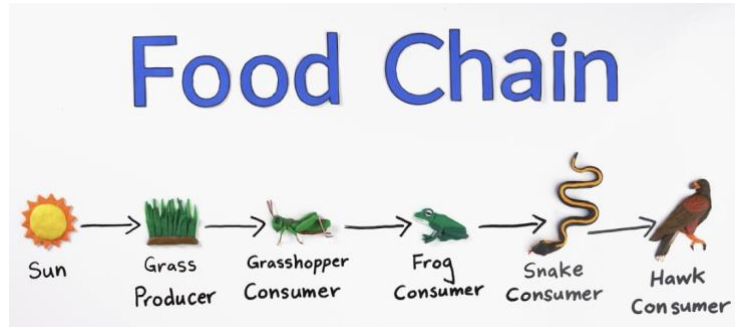 Food Chain
Sun
Grass
Producer
Grasshopper
Consumer
Frog
Consumer
Snake
Consumer
Hawk
Consumer